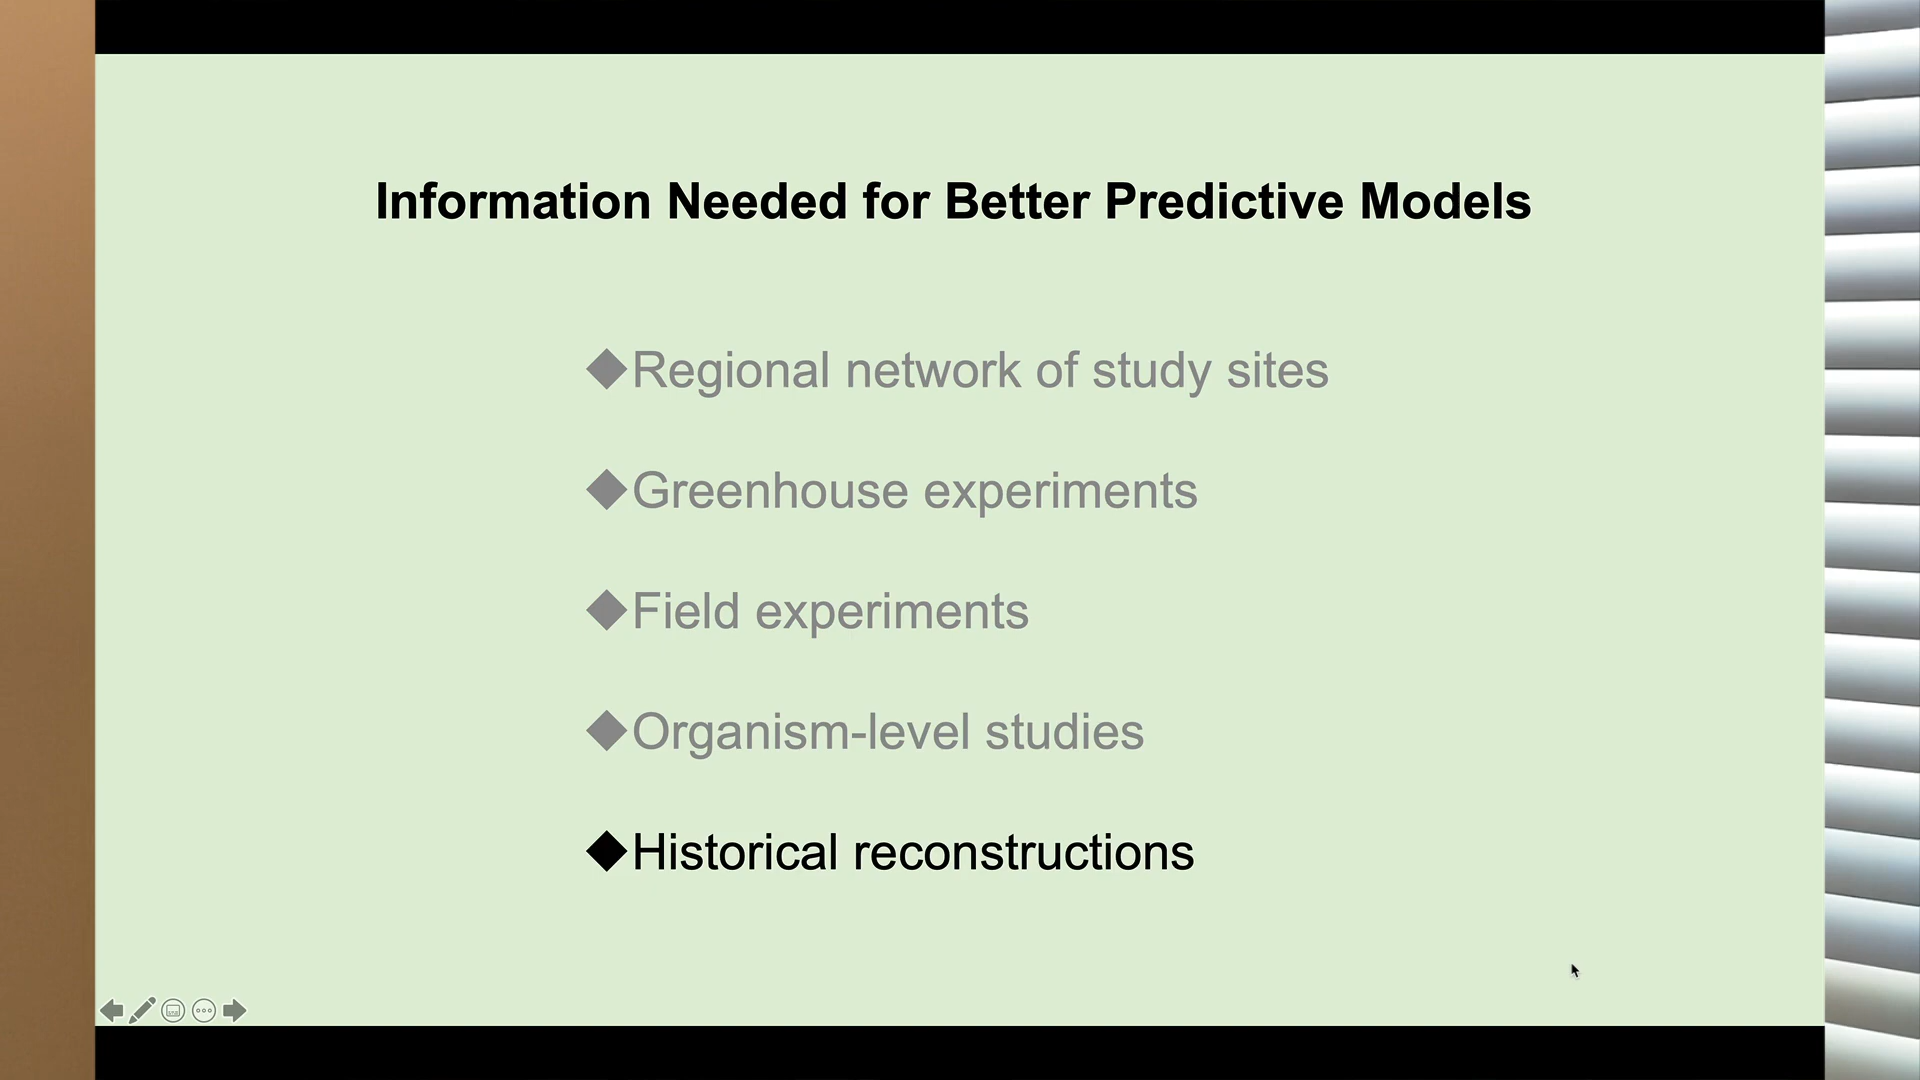 Information Needed for Better Predictive Models
◆Regional network of study sites
◆Greenhouse experiments
◆Field experiments
◆Organism-level studies
◆Historical reconstructions